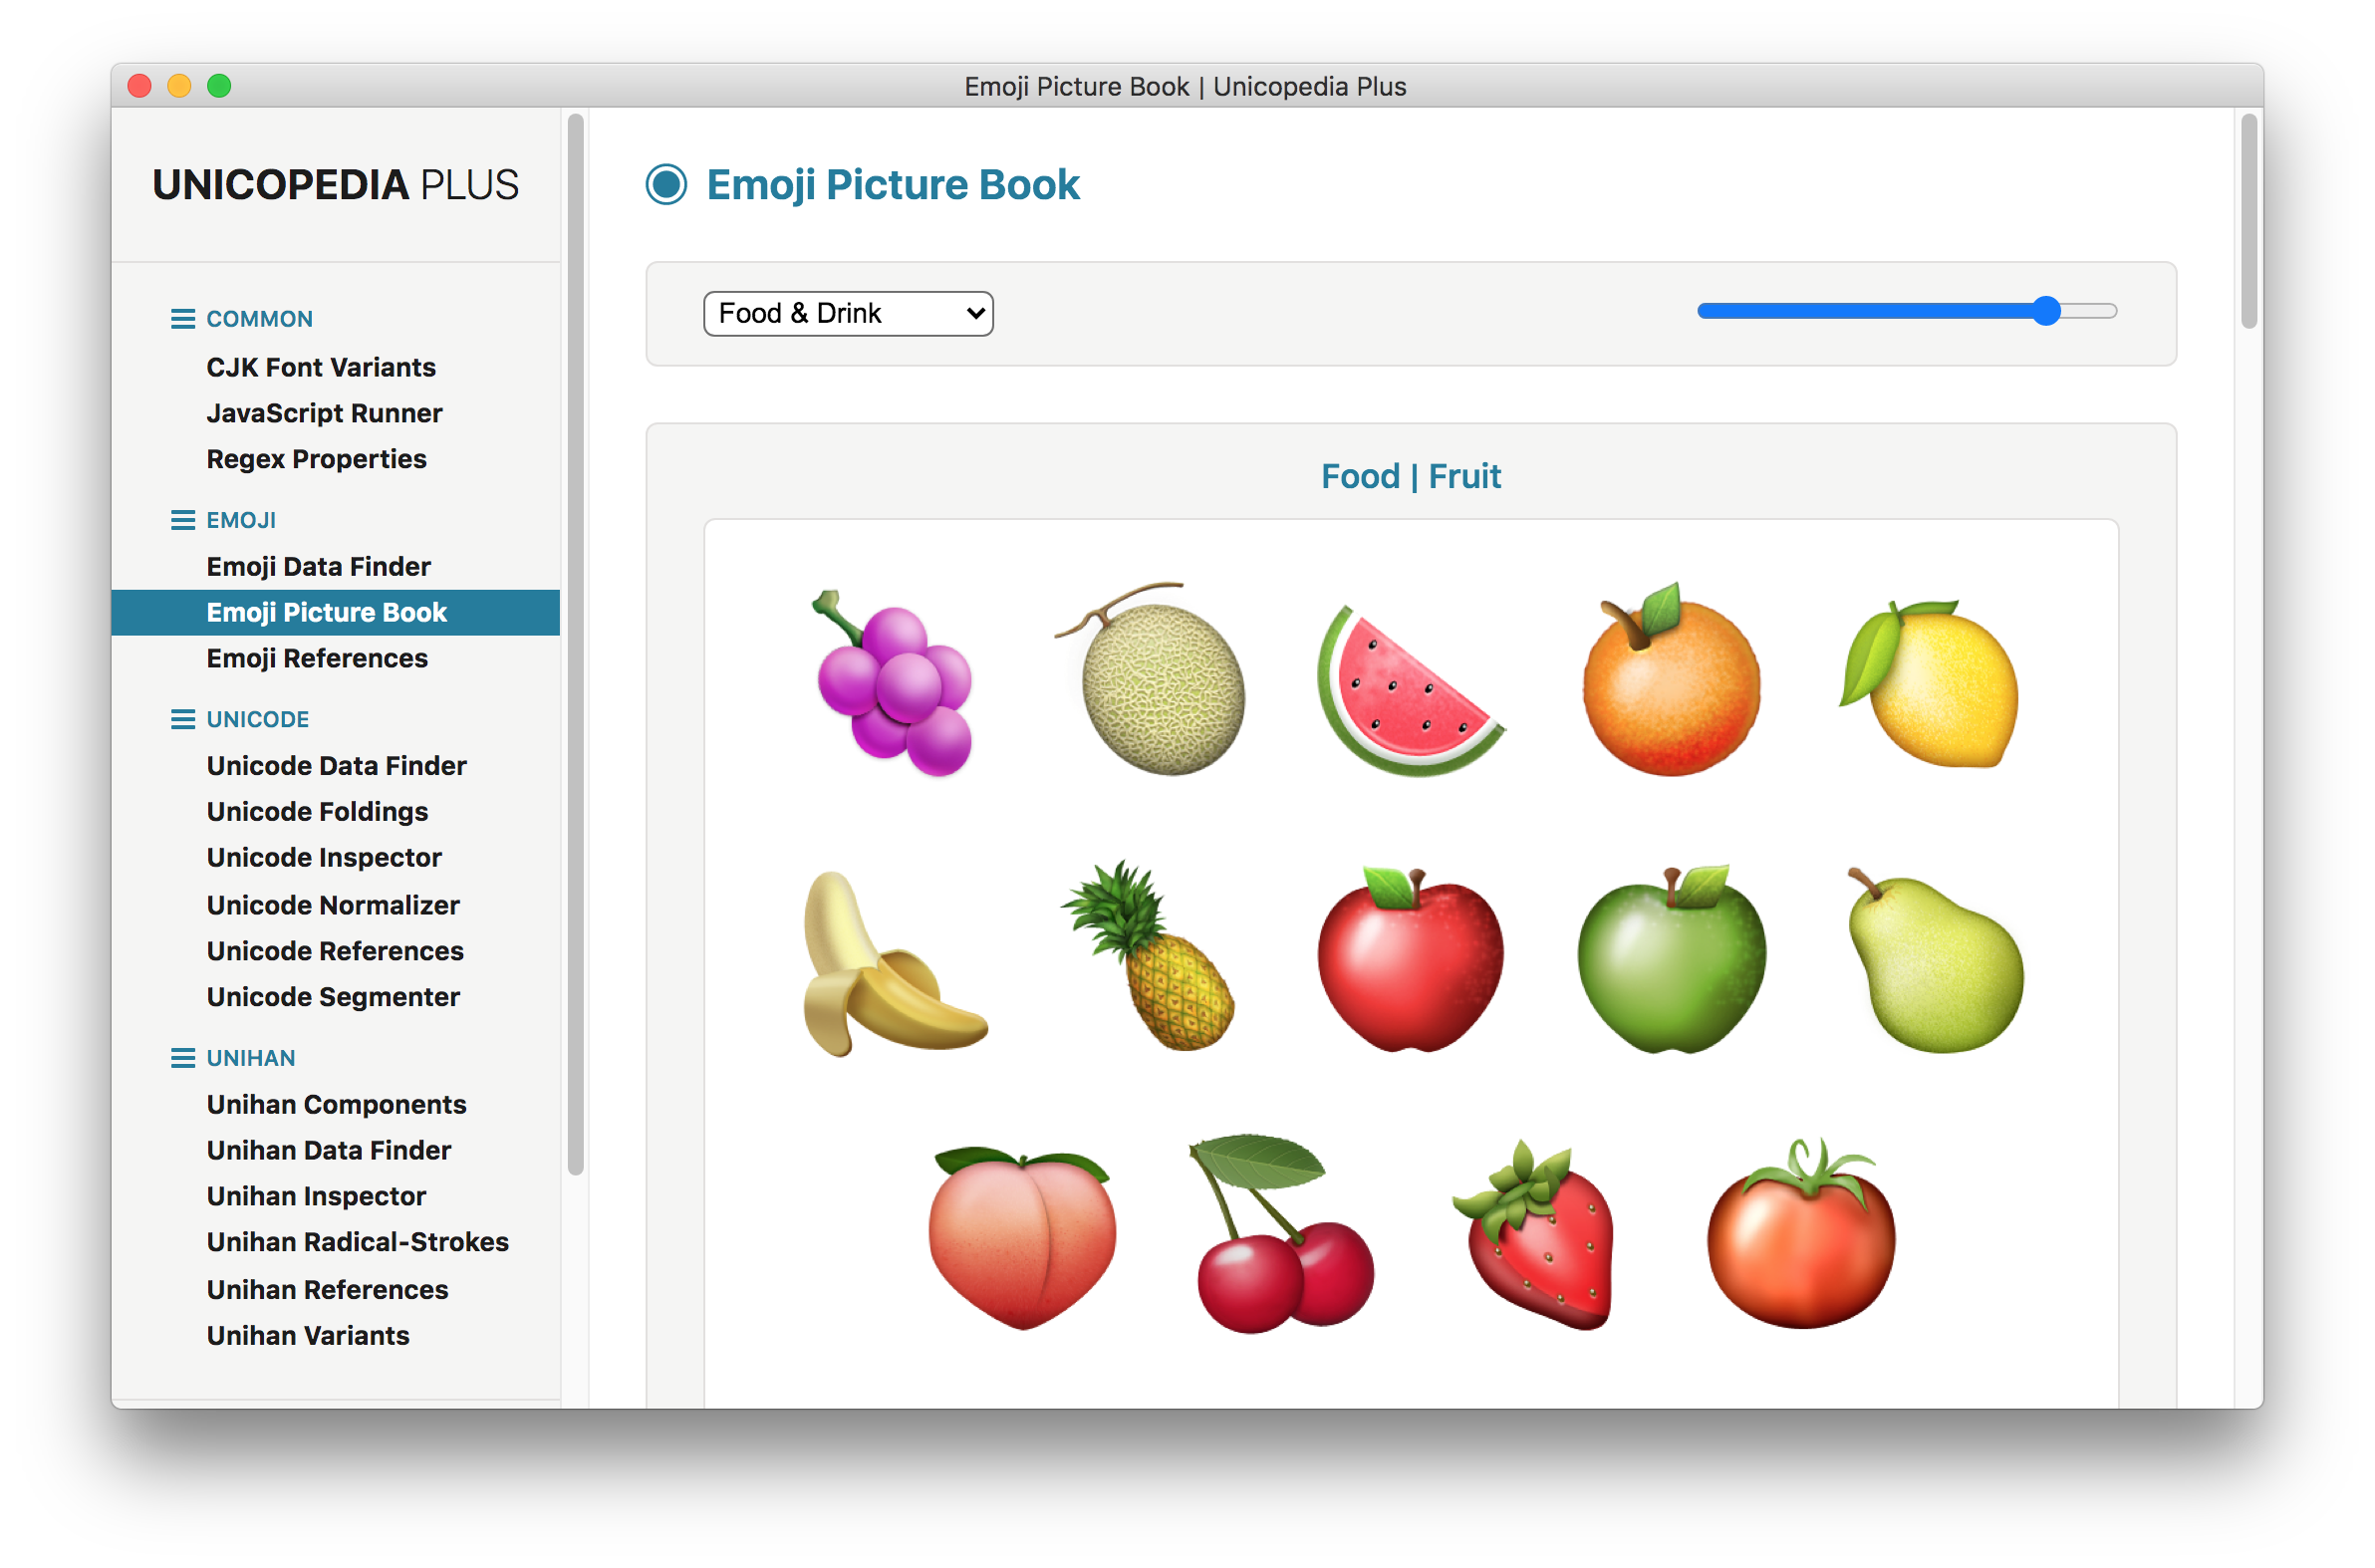 Emoji Picture Book | Unicopedia Plus
UNICOPEDIA PLUS
COMMON
CJK Font Variants
JavaScript Runner
Regex Properties
EMOJI
Emoji Data Finder
Emoji Picture Book
Emoji References
UNICODE
Unicode Data Finder
Unicode Foldings
Unicode Inspector
Unicode Normalizer
Unicode References
Unicode Segmenter
UNIHAN
Unihan Components
Unihan Data Finder
Unihan Inspector
Unihan Radical-Strokes
Unihan References
Unihan Variants
Emoji Picture Book
Food & Drink
Food | Fruit